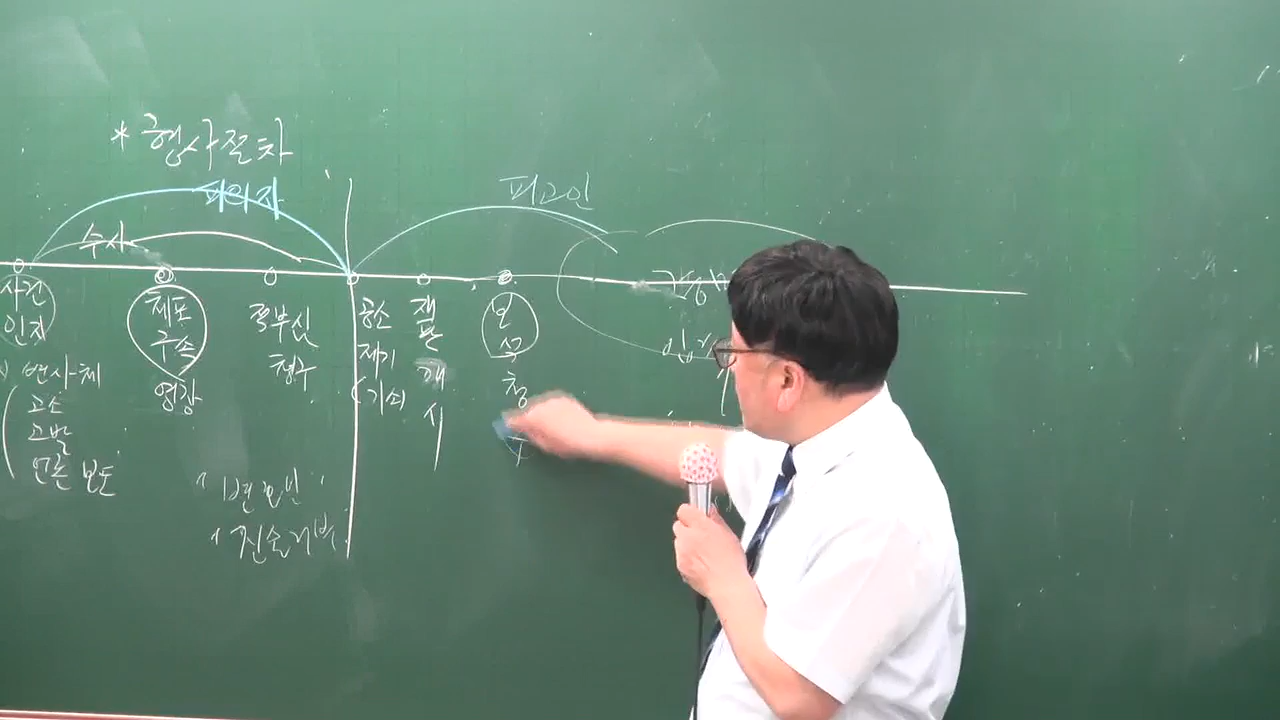 * 형사절차
피의자
피고인
수사
사건
인지
체포
구속
영장
적부심
청구
공소
제기
(기소
재판
개시
보석
청구
변사체
고소
고발
언론 보도
"변호인"
"진술거부